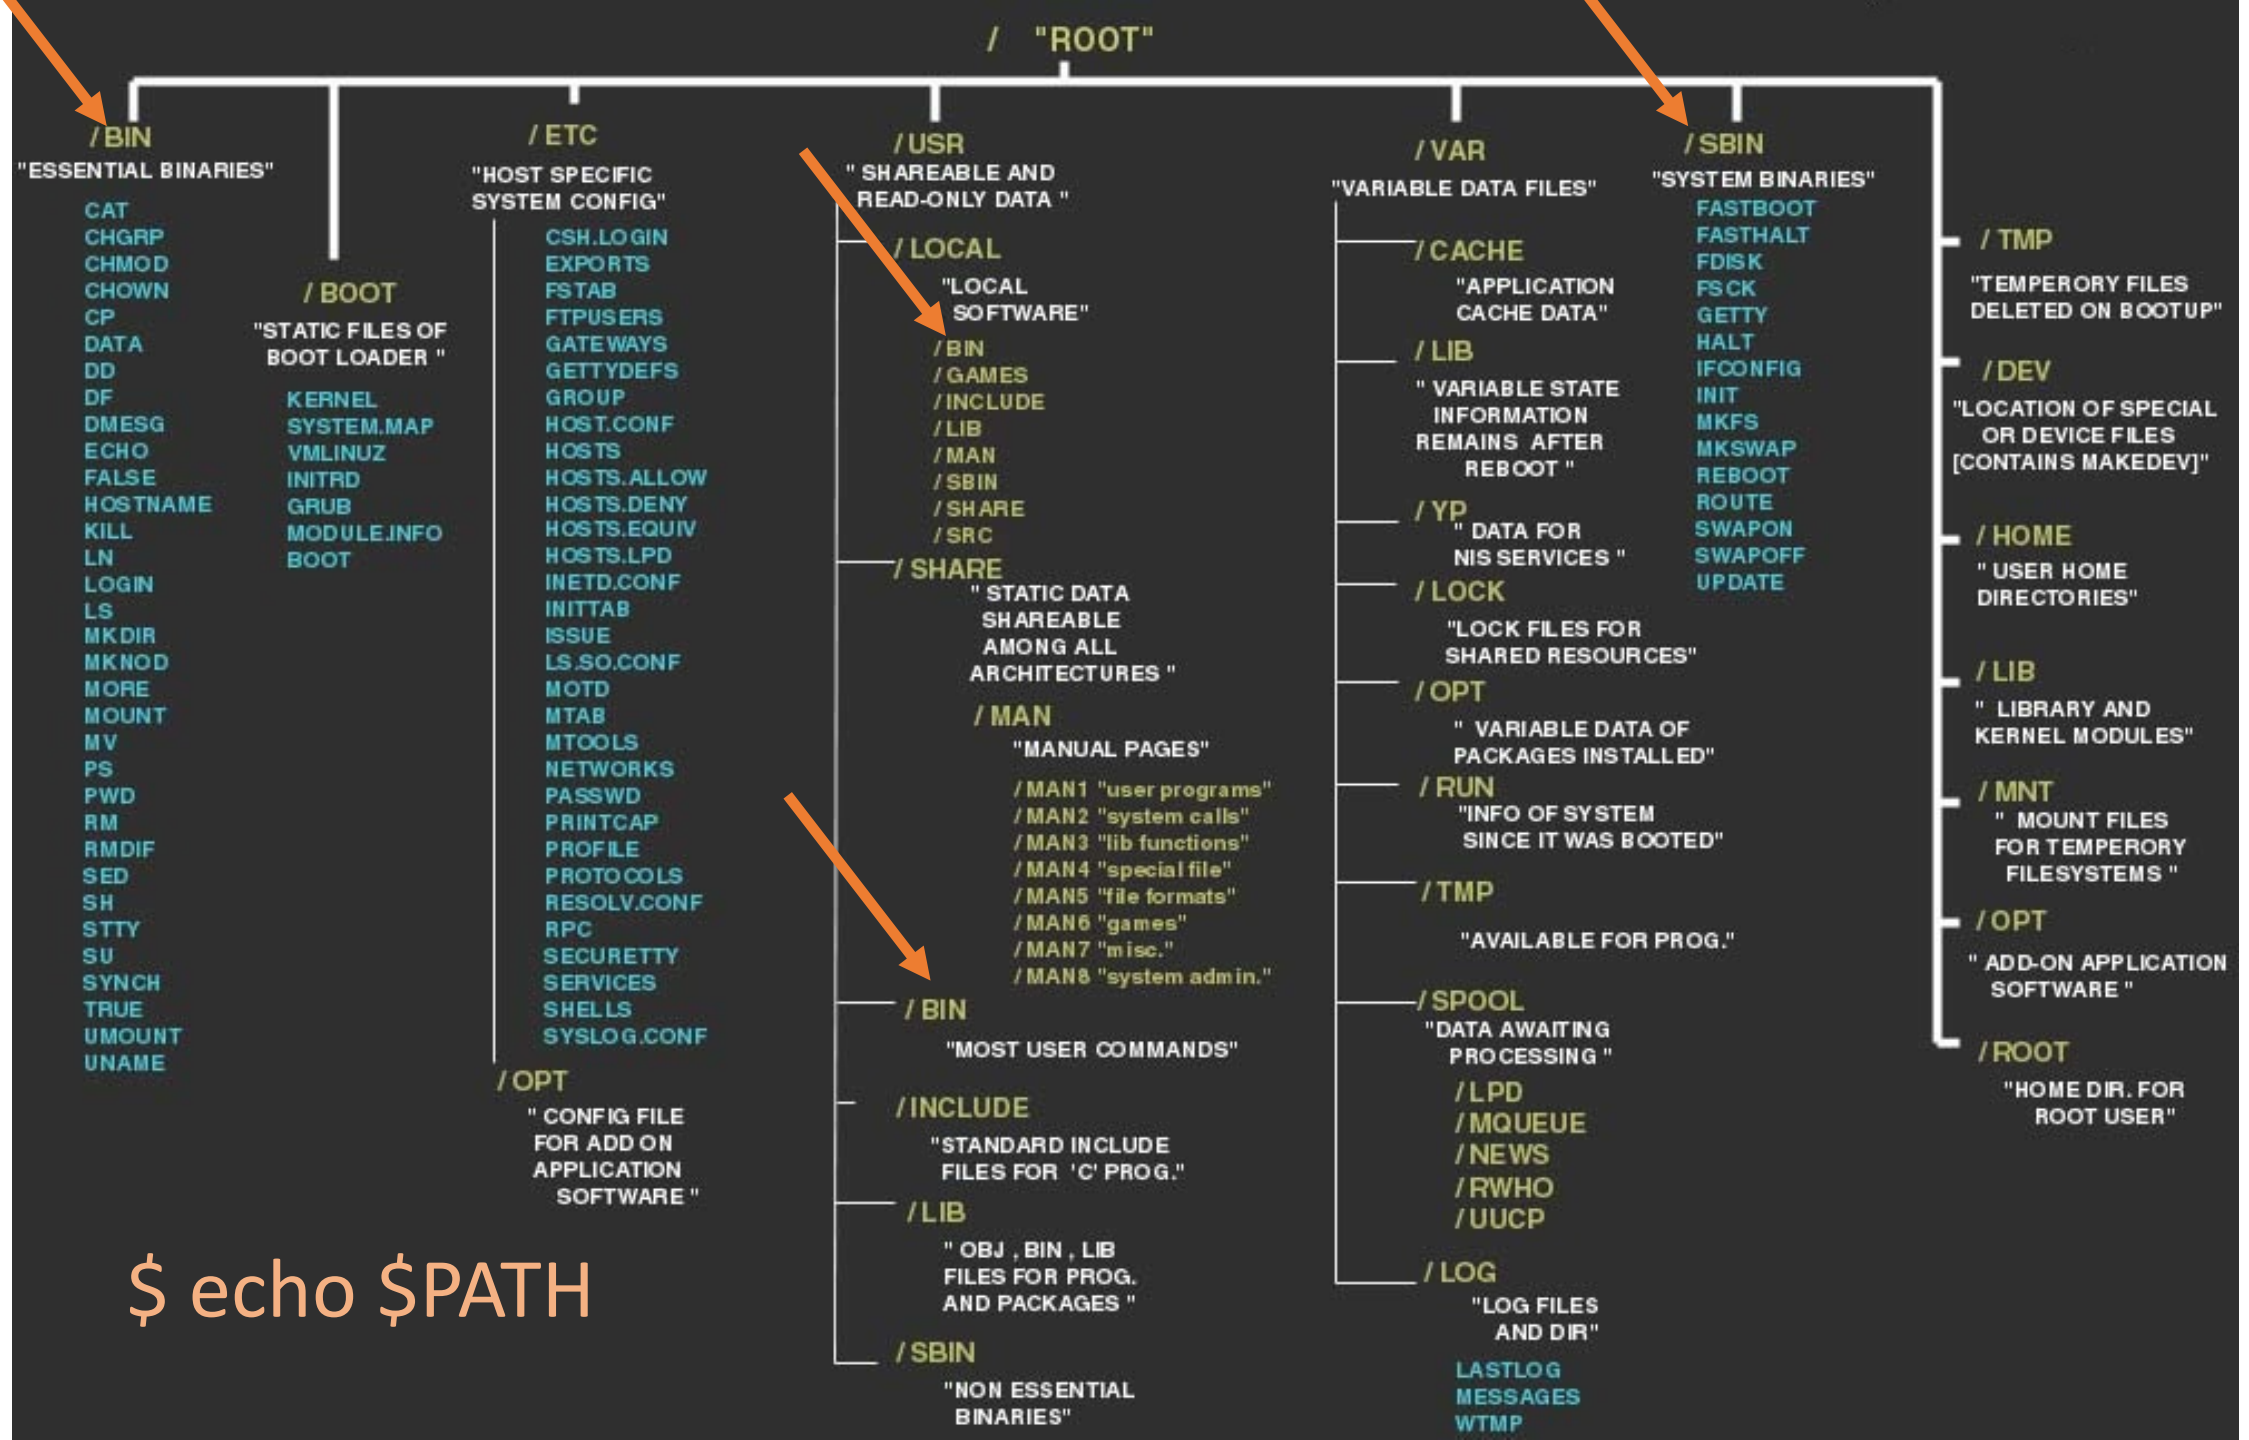 / "ROOT"
/ BIN
"ESSENTIAL BINARIES"
CAT
CHGRP
CHMOD
CHOWN
CP
DATA
DD
DF
DMESG
ECHO
FALSE
HOSTNAME
KILL
LN
LOGIN
LS
MKDIR
MKNOD
MORE
MOUNT
MV
PS
PWD
RM
RMDIF
SED
SH
STTY
SU
SYNCH
TRUE
UMOUNT
UNAME
/ BOOT
"STATIC FILES OF
BOOT LOADER "
KERNEL
SYSTEM.MAP
VMLINUZ
INITRD
GRUB
MODULE.INFO
BOOT
/ ETC
"HOST SPECIFIC
SYSTEM CONFIG"
CSH.LOGIN
EXPORTS
FSTAB
FTPUSERS
GATEWAYS
GETTYDEFS
GROUP
HOST.CONF
HOSTS
HOSTS.ALLOW
HOSTS.DENY
HOSTS.EQUIV
HOSTS.LPD
INETD.CONF
INITTAB
ISSUE
LS.SO.CONF
MOTD
MTAB
MTOOLS
NETWORKS
PASSWD
PRINTCAP
PROFILE
PROTOCOLS
RESOLV.CONF
RPC
SECURETTY
SERVICES
SHELLS
SYSLOG.CONF
/ OPT
" CONFIG FILE
FOR ADD ON
APPLICATION
SOFTWARE "
/ USR
" SHAREABLE AND
READ-ONLY DATA "
/ LOCAL
"LOCAL
SOFTWARE"
/ BIN
/ GAMES
/ INCLUDE
/ LIB
/ MAN
/ SBIN
/ SHARE
/ SRC
/ SHARE
" STATIC DATA
SHAREABLE
AMONG ALL
ARCHITECTURES "
/ MAN
"MANUAL PAGES"
/ MAN1 "user programs"
/ MAN2 "system calls"
/ MAN3 "lib functions"
/ MAN4 "special file"
/ MAN5 "file formats"
/ MAN6 "games"
/ MAN7 "misc."
/ MAN8 "system admin."
/ BIN
"MOST USER COMMANDS"
/ INCLUDE
"STANDARD INCLUDE
FILES FOR 'C' PROG."
/ LIB
" OBJ , BIN , LIB
FILES FOR PROG.
AND PACKAGES "
/ SBIN
"NON ESSENTIAL
BINARIES"
/ VAR
"VARIABLE DATA FILES"
/ CACHE
"APPLICATION
CACHE DATA"
/ LIB
" VARIABLE STATE
INFORMATION
REMAINS AFTER
REBOOT "
/ YP
" DATA FOR
NIS SERVICES "
/ LOCK
"LOCK FILES FOR
SHARED RESOURCES"
/ OPT
" VARIABLE DATA OF
PACKAGES INSTALLED"
/ RUN
"INFO OF SYSTEM
SINCE IT WAS BOOTED"
/ TMP
"AVAILABLE FOR PROG."
/ SPOOL
"DATA AWAITING
PROCESSING "
/ LPD
/ MQUEUE
/ NEWS
/ RWHO
/ UUCP
/ LOG
"LOG FILES
AND DIR"
LASTLOG
MESSAGES
WTMP
/ SBIN
"SYSTEM BINARIES"
FASTBOOT
FASTHALT
FDISK
FSCK
GETTY
HALT
IFCONFIG
INIT
MKFS
MKSWAP
REBOOT
ROUTE
SWAPON
SWAPOFF
UPDATE
/ TMP
"TEMPERORY FILES
DELETED ON BOOTUP"
/ DEV
"LOCATION OF SPECIAL
OR DEVICE FILES
[CONTAINS MAKEDEV]"
/ HOME
" USER HOME
DIRECTORIES"
/ LIB
" LIBRARY AND
KERNEL MODULES"
/ MNT
" MOUNT FILES
FOR TEMPERORY
FILESYSTEMS "
/ OPT
" ADD-ON APPLICATION
SOFTWARE "
/ ROOT
"HOME DIR. FOR
ROOT USER"
$ echo $PATH